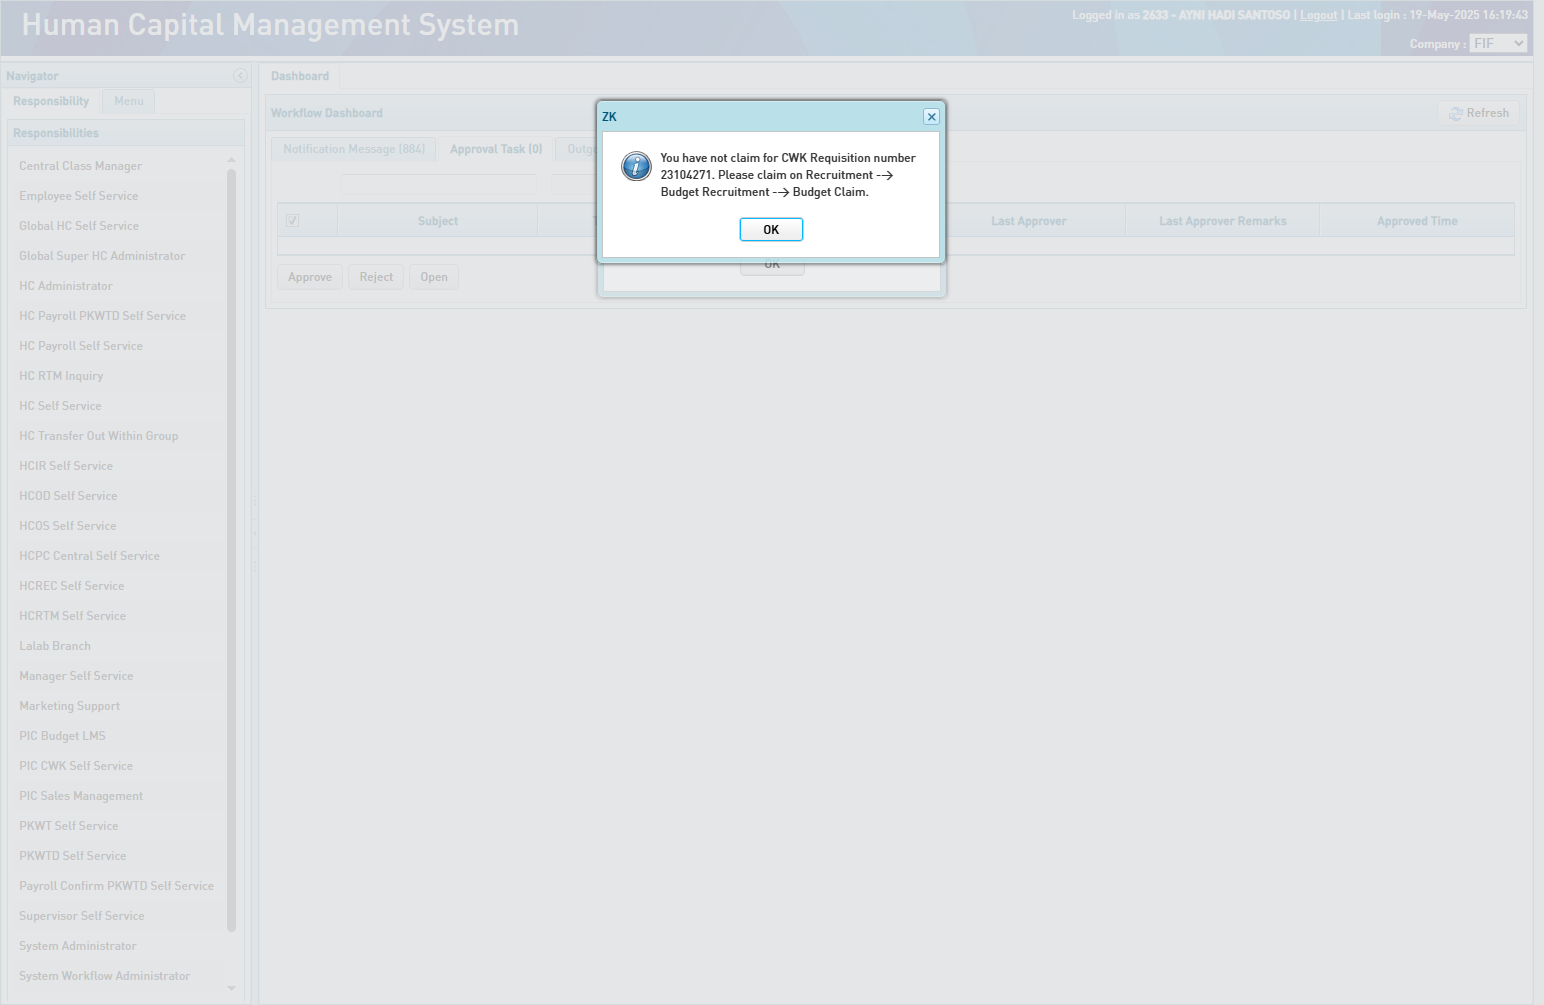 Human Capital Management System
Logged in as 2633 - AYNI HADI SANTOSO | Logout | Last login : 19-May-2025 16:19:43
Company : FIF
Navigator
Responsibility
Menu
Responsibilities
Central Class Manager
Employee Self Service
Global HC Self Service
Global Super HC Administrator
HC Administrator
HC Payroll PKWTD Self Service
HC Payroll Self Service
HC RTM Inquiry
HC Self Service
HC Transfer Out Within Group
HCIR Self Service
HCOD Self Service
HCOS Self Service
HCPC Central Self Service
HCREC Self Service
HCRTM Self Service
Lalab Branch
Manager Self Service
Marketing Support
PIC Budget LMS
PIC CWK Self Service
PIC Sales Management
PKWT Self Service
PKWTD Self Service
Payroll Confirm PKWTD Self Service
Supervisor Self Service
System Administrator
System Workflow Administrator
Dashboard
Workflow Dashboard
Refresh
Notification Message (884)
Approval Task (0)
Subject
Last Approver
Last Approver Remarks
Approved Time
Approve
Reject
Open
ZK
You have not claim for CWK Requisition number
23104271. Please claim on Recruitment -->
Budget Recruitment --> Budget Claim.
OK
OK